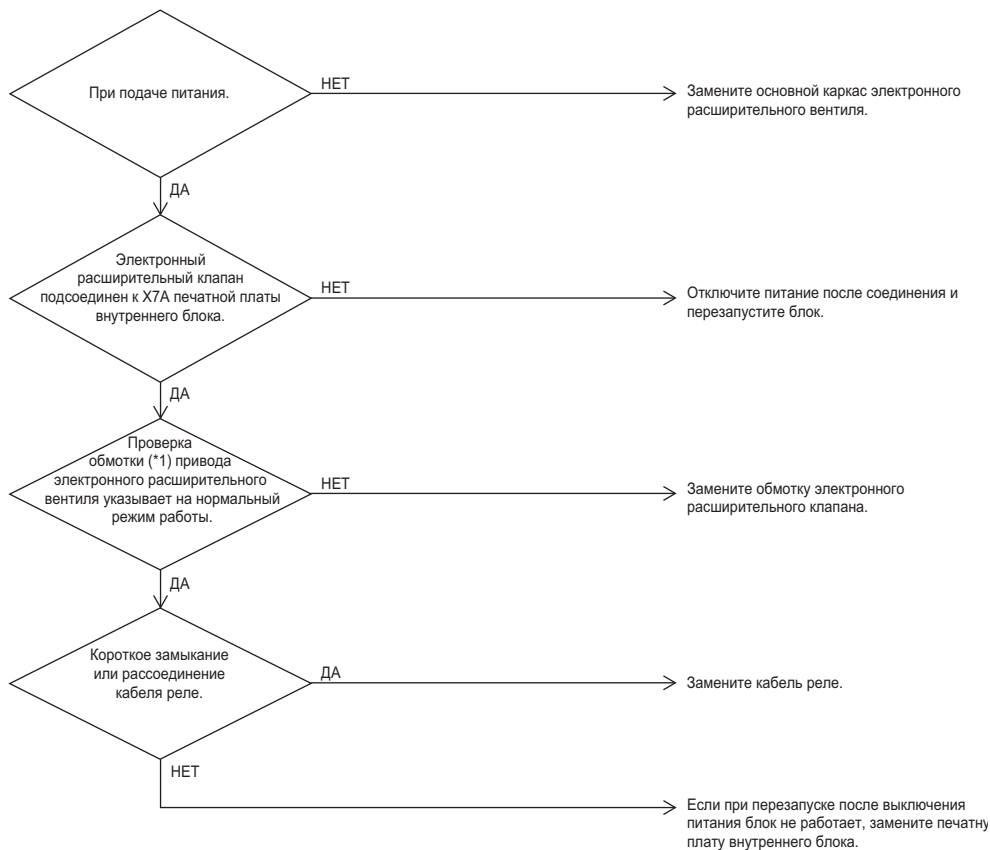 При подаче питания.
НЕТ
Замените основной каркас электронного
расширительного вентиля.
ДА
Электронный
расширительный клапан
подсоединен к X7A печатной платы
внутреннего блока.
НЕТ
Отключите питание после соединения и
перезапустите блок.
ДА
Проверка
обмотки (*1) привода
электронного расширительного
вентиля указывает на нормальный
режим работы.
НЕТ
Замените обмотку электронного
расширительного клапана.
ДА
Короткое замыкание
или рассоединение
кабеля реле.
ДА
Замените кабель реле.
НЕТ
Если при перезапуске после выключения
питания блок не работает, замените печатну
плату внутреннего блока.